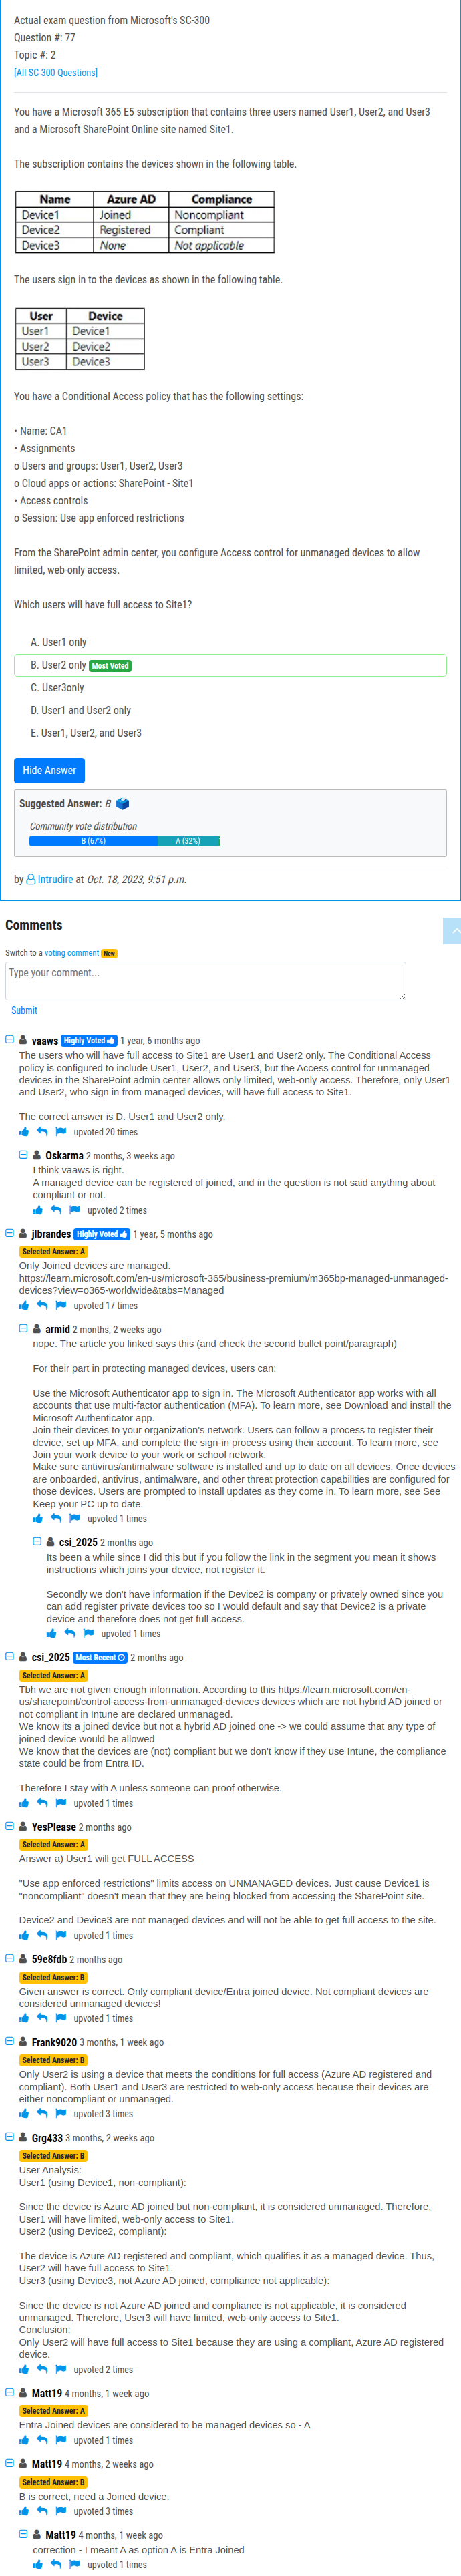 Actual exam question from Microsoft's SC-300
Question #: 77
Topic #: 2
[All SC-300 Questions]
You have a Microsoft 365 E5 subscription that contains three users named User1, User2, and User3
and a Microsoft SharePoint Online site named Site1.
The subscription contains the devices shown in the following table.
Name Azure AD Compliance
Device1 Joined Noncompliant
Device2 Registered Compliant
Device3 None Not applicable
The users sign in to the devices as shown in the following table.
User Device
User1 Device1
User2 Device2
User3 Device3
You have a Conditional Access policy that has the following settings:
• Name: CA1
• Assignments
o Users and groups: User1, User2, User3
o Cloud apps or actions: SharePoint - Site1
• Access controls
o Session: Use app enforced restrictions
From the SharePoint admin center, you configure Access control for unmanaged devices to allow
limited, web-only access.
Which users will have full access to Site1?
A. User1 only
B. User2 only Most Voted
C. User3only
D. User1 and User2 only
E. User1, User2, and User3
Hide Answer
Suggested Answer: B
Community vote distribution
B (67%) A (32%)
by Intrudire at Oct. 18, 2023, 9:51 p.m.
Comments
Switch to a voting comment New
Type your comment...
Submit
vaaws Highly Voted 1 year, 6 months ago
The users who will have full access to Site1 are User1 and User2 only. The Conditional Access
policy is configured to include User1, User2, and User3, but the Access control for unmanaged
devices in the SharePoint admin center allows only limited, web-only access. Therefore, only User1
and User2, who sign in from managed devices, will have full access to Site1.
The correct answer is D. User1 and User2 only.
upvoted 20 times
Oskarma 2 months, 3 weeks ago
I think vaaws is right.
A managed device can be registered of joined, and in the question is not said anything about
compliant or not.
upvoted 2 times
jlbrandes Highly Voted 1 year, 5 months ago
Selected Answer: A
Only Joined devices are managed.
https://learn.microsoft.com/en-us/microsoft-365/business-premium/m365bp-managed-unmanaged-
devices?view=o365-worldwide&tabs=Managed
upvoted 17 times
armid 2 months, 2 weeks ago
nope. The article you linked says this (and check the second bullet point/paragraph)
For their part in protecting managed devices, users can:
Use the Microsoft Authenticator app to sign in. The Microsoft Authenticator app works with all
accounts that use multi-factor authentication (MFA). To learn more, see Download and install the
Microsoft Authenticator app.
Join their devices to your organization's network. Users can follow a process to register their
device, set up MFA, and complete the sign-in process using their account. To learn more, see
Join your work device to your work or school network.
Make sure antivirus/antimalware software is installed and up to date on all devices. Once devices
are onboarded, antivirus, antimalware, and other threat protection capabilities are configured for
those devices. Users are prompted to install updates as they come in. To learn more, see See
Keep your PC up to date.
upvoted 1 times
csi_2025 2 months ago
Its been a while since I did this but if you follow the link in the segment you mean it shows
instructions which joins your device, not register it.
Secondly we don't have information if the Device2 is company or privately owned since you
can add register private devices too so I would default and say that Device2 is a private
device and therefore does not get full access.
upvoted 1 times
csi_2025 Most Recent 2 months ago
Selected Answer: A
Tbh we are not given enough information. According to this https://learn.microsoft.com/en-
us/sharepoint/control-access-from-unmanaged-devices devices which are not hybrid AD joined or
not compliant in Intune are declared unmanaged.
We know its a joined device but not a hybrid AD joined one -> we could assume that any type of
joined device would be allowed
We know that the devices are (not) compliant but we don't know if they use Intune, the compliance
state could be from Entra ID.
Therefore I stay with A unless someone can proof otherwise.
upvoted 1 times
YesPlease 2 months ago
Selected Answer: A
Answer a) User1 will get FULL ACCESS
"Use app enforced restrictions" limits access on UNMANAGED devices. Just cause Device1 is
"noncompliant" doesn't mean that they are being blocked from accessing the SharePoint site.
Device2 and Device3 are not managed devices and will not be able to get full access to the site.
upvoted 1 times
59e8fdb 2 months ago
Selected Answer: B
Given answer is correct. Only compliant device/Entra joined device. Not compliant devices are
considered unmanaged devices!
upvoted 1 times
Frank9020 3 months, 1 week ago
Selected Answer: B
Only User2 is using a device that meets the conditions for full access (Azure AD registered and
compliant). Both User1 and User3 are restricted to web-only access because their devices are
either noncompliant or unmanaged.
upvoted 3 times
Grg433 3 months, 2 weeks ago
Selected Answer: B
User Analysis:
User1 (using Device1, non-compliant):
Since the device is Azure AD joined but non-compliant, it is considered unmanaged. Therefore,
User1 will have limited, web-only access to Site1.
User2 (using Device2, compliant):
The device is Azure AD registered and compliant, which qualifies it as a managed device. Thus,
User2 will have full access to Site1.
User3 (using Device3, not Azure AD joined, compliance not applicable):
Since the device is not Azure AD joined and compliance is not applicable, it is considered
unmanaged. Therefore, User3 will have limited, web-only access to Site1.
Conclusion:
Only User2 will have full access to Site1 because they are using a compliant, Azure AD registered
device.
upvoted 2 times
Matt19 4 months, 1 week ago
Selected Answer: A
Entra Joined devices are considered to be managed devices so - A
upvoted 1 times
Matt19 4 months, 2 weeks ago
Selected Answer: B
B is correct, need a Joined device.
upvoted 3 times
Matt19 4 months, 1 week ago
correction - I meant A as option A is Entra Joined
upvoted 1 times